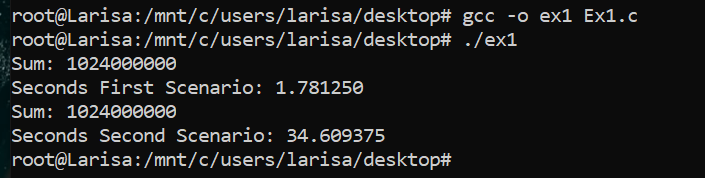 root@Larisa:/mnt/c/users/larisa/desktop# gcc -o ex1 Ex1.c
root@Larisa:/mnt/c/users/larisa/desktop# ./ex1
Sum: 1024000000
Seconds First Scenario: 1.781250
Sum: 1024000000
Seconds Second Scenario: 34.609375
root@Larisa:/mnt/c/users/larisa/desktop#